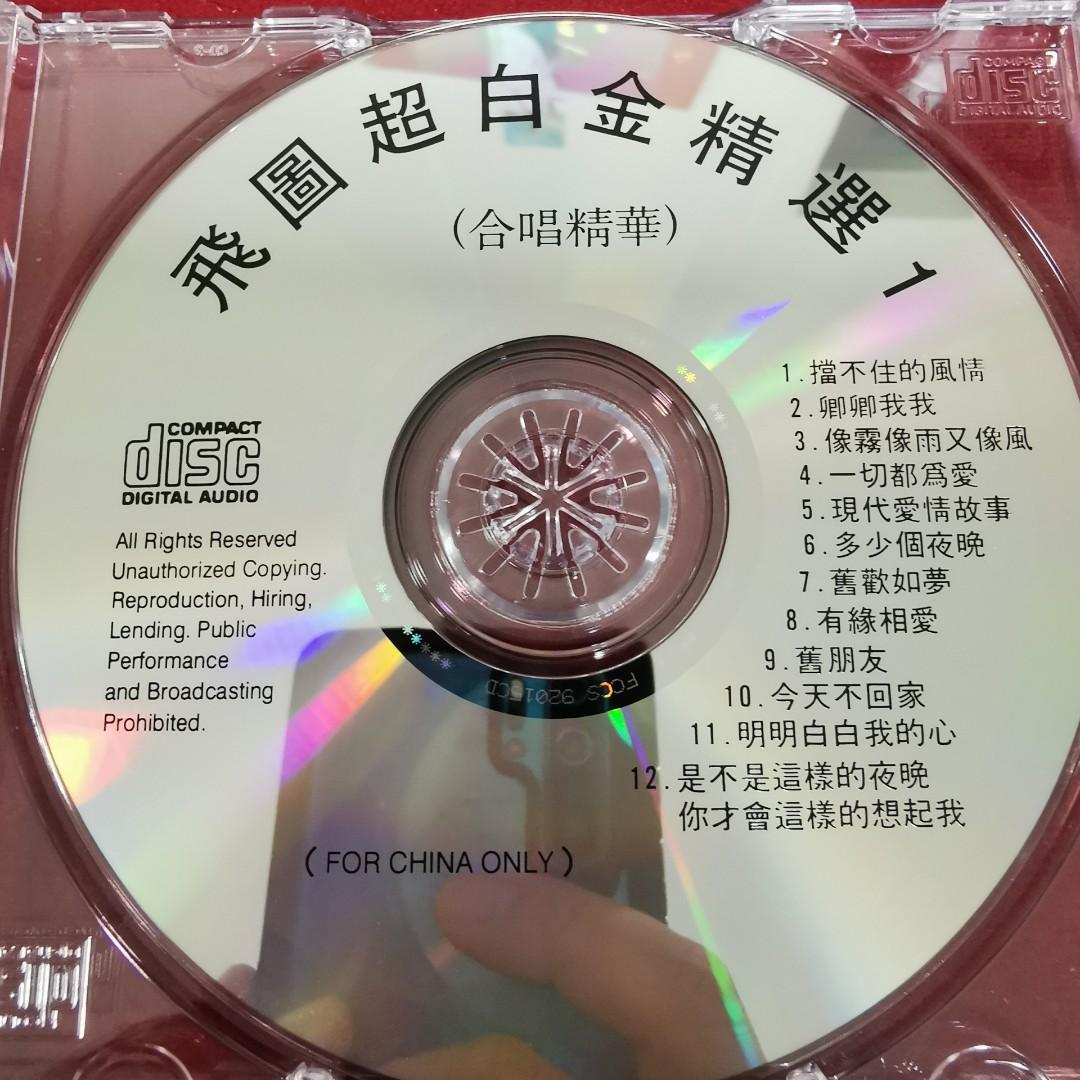 飛圖超白金精選1
(合唱精華)
COMPACT
disc
DIGITAL AUDIO
1.擋不住的風情
2.卿卿我我
3.像霧像雨又像風
4.一切都爲愛
5.現代愛情故事
6.多少個夜晚
7.舊歡如夢
8.有緣相愛
9.舊朋友
10.今天不回家
11.明明白白我的心
12.是不是這樣的夜晚
你才會這樣的想起我
COMPACT
disc
DIGITAL AUDIO
All Rights Reserved
Unauthorized Copying.
Reproduction, Hiring,
Lending. Public
Performance
and Broadcasting
Prohibited.
FCCS 92015CD
(FOR CHINA ONLY)